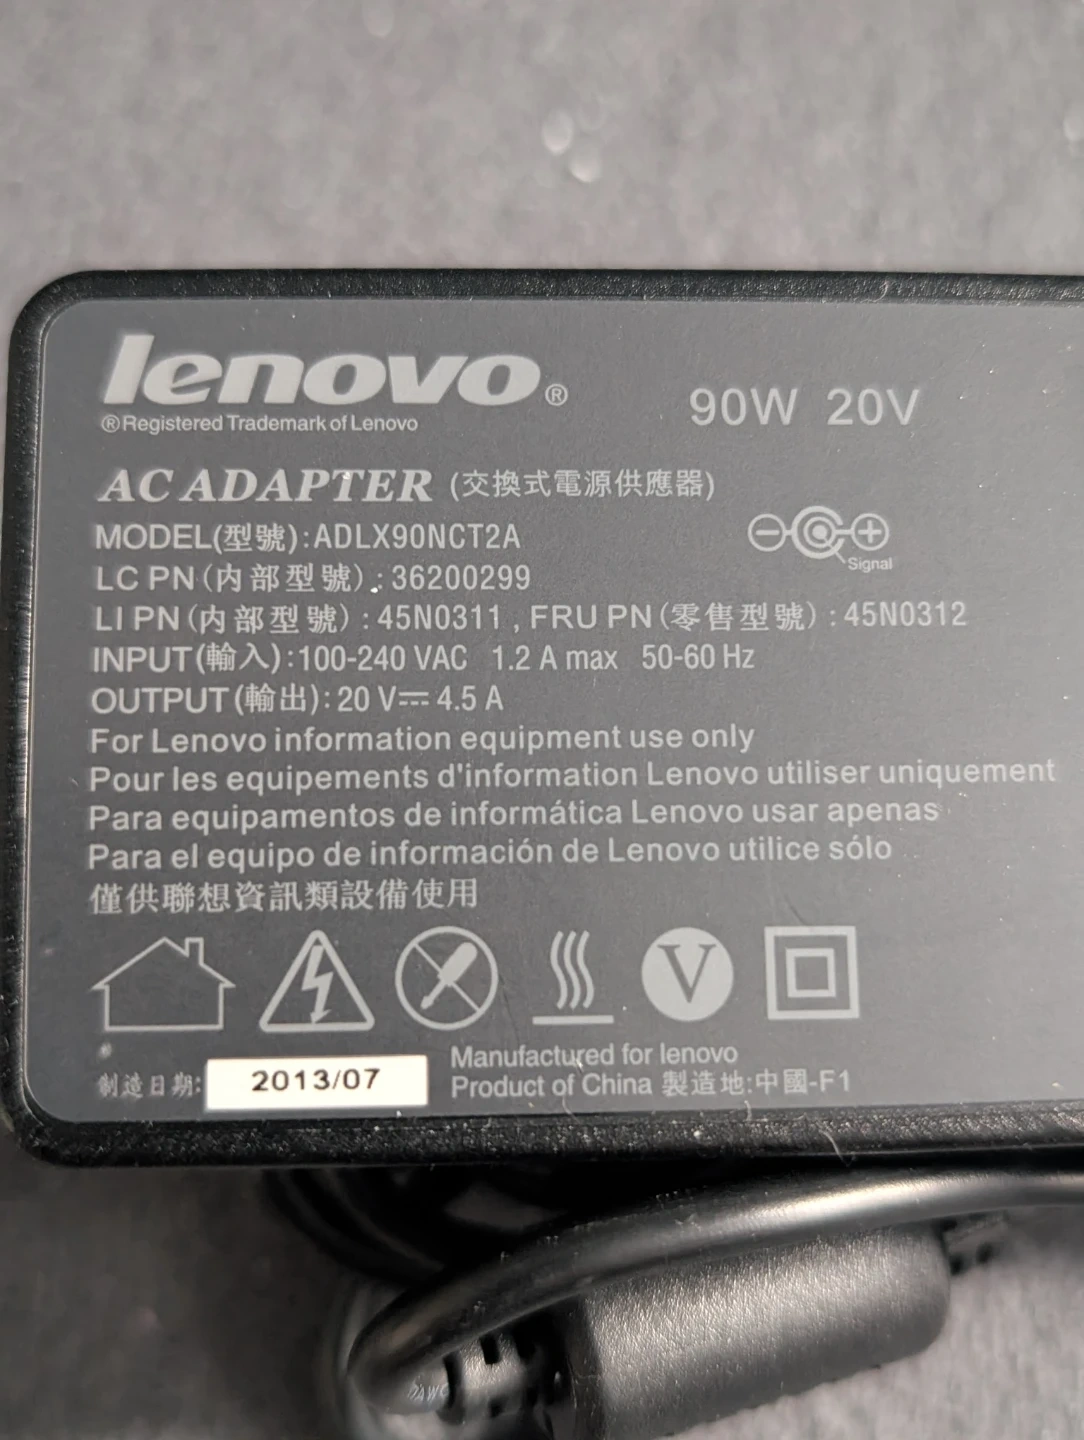 lenovo®
®Registered Trademark of Lenovo
90W 20V
AC ADAPTER (交換式電源供應器)
MODEL(型號):ADLX90NCT2A
Signal
LC PN(内部型號).:36200299
LI PN(内部型號):45N0311 , FRU PN(零售型號):45N0312
INPUT(輸入):100-240 VAC 1.2 A max 50-60 Hz
OUTPUT(輸出):20 V⎓ 4.5 A
For Lenovo information equipment use only
Pour les equipements d'information Lenovo utiliser uniquement
Para equipamentos de informática Lenovo usar apenas
Para el equipo de información de Lenovo utilice sólo
僅供聯想資訊類設備使用
V
制造日期:
2013/07
Manufactured for lenovo
Product of China 製造地:中國-F1